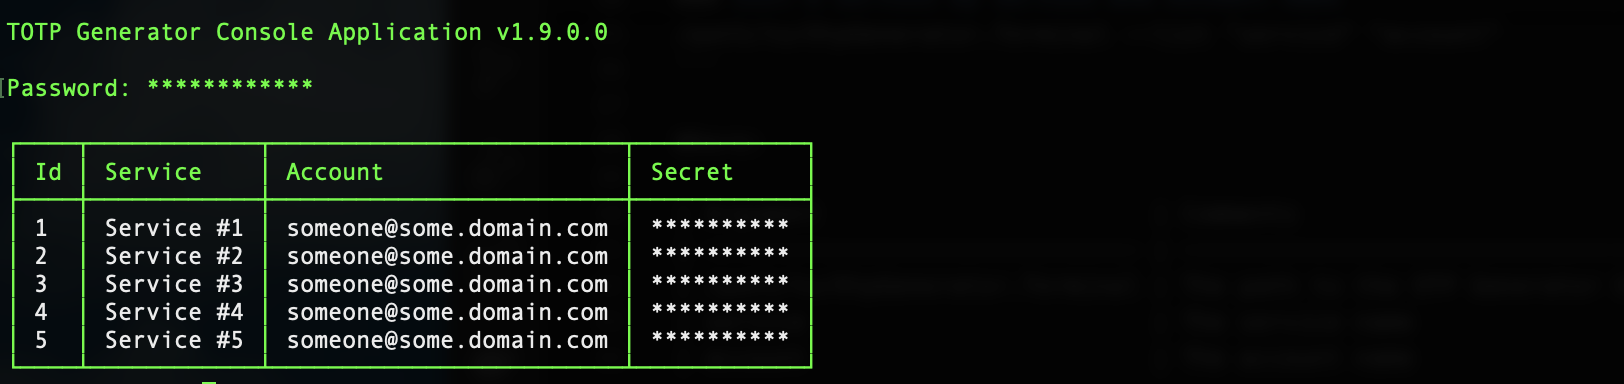 TOTP Generator Console Application v1.9.0.0
Password: ************
Id Service Account Secret
1 Service #1 someone@some.domain.com **********
2 Service #2 someone@some.domain.com **********
3 Service #3 someone@some.domain.com **********
4 Service #4 someone@some.domain.com **********
5 Service #5 someone@some.domain.com **********